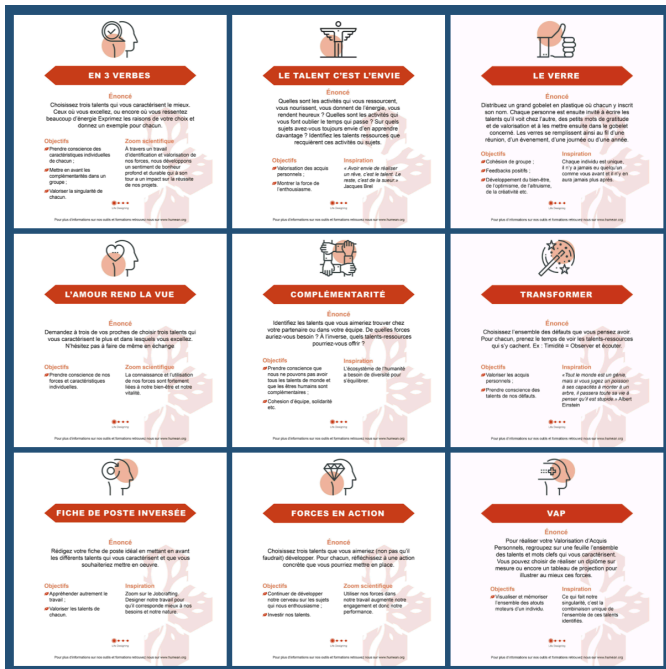 EN 3 VERBES
Énoncé
Choisissez trois talents qui vous caractérisent le mieux.
Ceux où vous excellez, ou encore où vous ressentez
beaucoup d'énergie Exprimez les raisons de votre choix et
donnez un exemple pour chacun.
Objectifs
Prendre conscience des
caractéristiques individuelles
de chacun ;
Mettre en avant les
complémentarités dans un
groupe ;
Valoriser la singularité de
chacun.
Zoom scientifique
A travers un travail
d'identification et valorisation de
nos forces, nous développons
un sentiment de bonheur
profond et durable qui à son
tour a un impact sur la réussite
de nos projets.
Pour plus d'informations sur nos outils et formations retrouvez nous sur www.huneeer.org
LE TALENT C'EST L'ENVIE
Énoncé
Quelles sont les activités qui vous ressourcent,
vous nourrissent, vous donnent de l'énergie, vous
rendent heureux ? Quelles sont les activités qui
vous font oublier le temps qui passe ? Sur quels
sujets avez-vous toujours envie d'en apprendre
davantage ? Identifiez les talents ressources que
requièrent ces activités ou sujets.
Objectifs
Valorisation des acquis
personnels ;
Montrer la force de
l'enthousiasme.
Inspiration
« Avoir envie de réaliser
un rêve, c'est le talent. Le
reste, c'est de la sueur.»
Jacques Brel
LE VERRE
Énoncé
Distribuez un grand gobelet en plastique où chacun y inscrit
son nom. Chaque personne est ensuite invité à écrire les
talents qu'il voit chez l'autre, des petits mots de gratitude
et de valorisation et à les mettre ensuite dans le gobelet
concerné. Les verres se remplissent ainsi au fil d'une
réunion, d'un évènement, d'une journée ou d'une année.
Objectifs
Cohésion de groupe ;
Feedbacks positifs ;
Développement du bien-être,
de l'optimisme, de l'altruisme,
de la créativité etc.
Inspiration
Chaque individu est unique,
il n'y a jamais eu quelqu'un
comme vous avant et il n'y en
aura jamais plus après.
L'AMOUR REND LA VUE
Énoncé
Demandez à trois de vos proches de choisir trois talents qui
vous caractérisent le plus et dans lesquels vous excellez.
N'hésitez pas à faire de même en échange
Objectifs
Prendre conscience de nos
forces et caractéristiques
individuelles.
Zoom scientifique
La connaissance et l'utilisation
de nos forces sont fortement
liées à notre bien-être et notre
vitalité.
COMPLÉMENTARITÉ
Énoncé
Identifiez les talents que vous aimeriez trouver chez
votre partenaire ou dans votre équipe. De quelles forces
auriez-vous besoin ? À l'inverse, quels talents-ressources
pourriez-vous offrir ?
Objectifs
Prendre conscience que
nous ne pouvons pas avoir
tous les talents de monde et
que les êtres humains sont
complémentaires ;
Cohesion d'équipe, solidarité
etc.
Inspiration
L'écosystème de l'humanité
a besoin de diversité pour
s'équilibrer.
TRANSFORMER
Énoncé
Choisissez l'ensemble des défauts que vous pensez avoir.
Pour chacun, prenez le temps de voir les talents-ressources
qui s'y cachent. Ex : Timidité = Observer et écouter.
Objectifs
Valoriser les acquis
personnels ;
Prendre conscience des
talents de nos défauts.
Inspiration
«Tout le monde est un génie,
mais si vous jugez un poisson
à ses capacités à monter à un
arbre, il passera toute sa vie à
penser qu'il est stupide.» Albert
Einstein
FICHE DE POSTE INVERSÉE
Énoncé
Rédigez votre fiche de poste idéal en mettant en avant
les différents talents qui vous caractérisent et que vous
souhaiteriez mettre en oeuvre.
Objectifs
Appréhender autrement le
travail ;
Valoriser les talents de
chacun.
Inspiration
Zoom sur le Jobcrafting.
Designer notre travail pour
qu'il corresponde mieux à nos
besoins et notre nature.
FORCES EN ACTION
Énoncé
Choisissez trois talents que vous aimeriez (non pas qu'il
faudrait) développer. Pour chacun, réfléchissez à une action
concrète que vous pourriez mettre en place.
Objectifs
Continuer de développer
notre cerveau sur les sujets
qui nous enthousiasme ;
Investir nos talents.
Zoom scientifique
Utiliser nos forces dans
notre travail augmente notre
engagement et donc notre
performance.
VAP
Énoncé
Pour réaliser votre Valorisation d'Acquis
Personnels, regroupez sur une feuille l'ensemble
des talents et mots clefs qui vous caractérisent.
Vous pouvez choisir de réaliser un diplôme sur
mesure ou encore un tableau de projection pour
illustrer au mieux ces forces.
Objectifs
Visualiser et mémoriser
l'ensemble des atouts
moteurs d'un individu.
Inspiration
Ce qui fait notre
singularité, c'est la
combinaison unique de
l'ensemble de ces talents
identifiés.